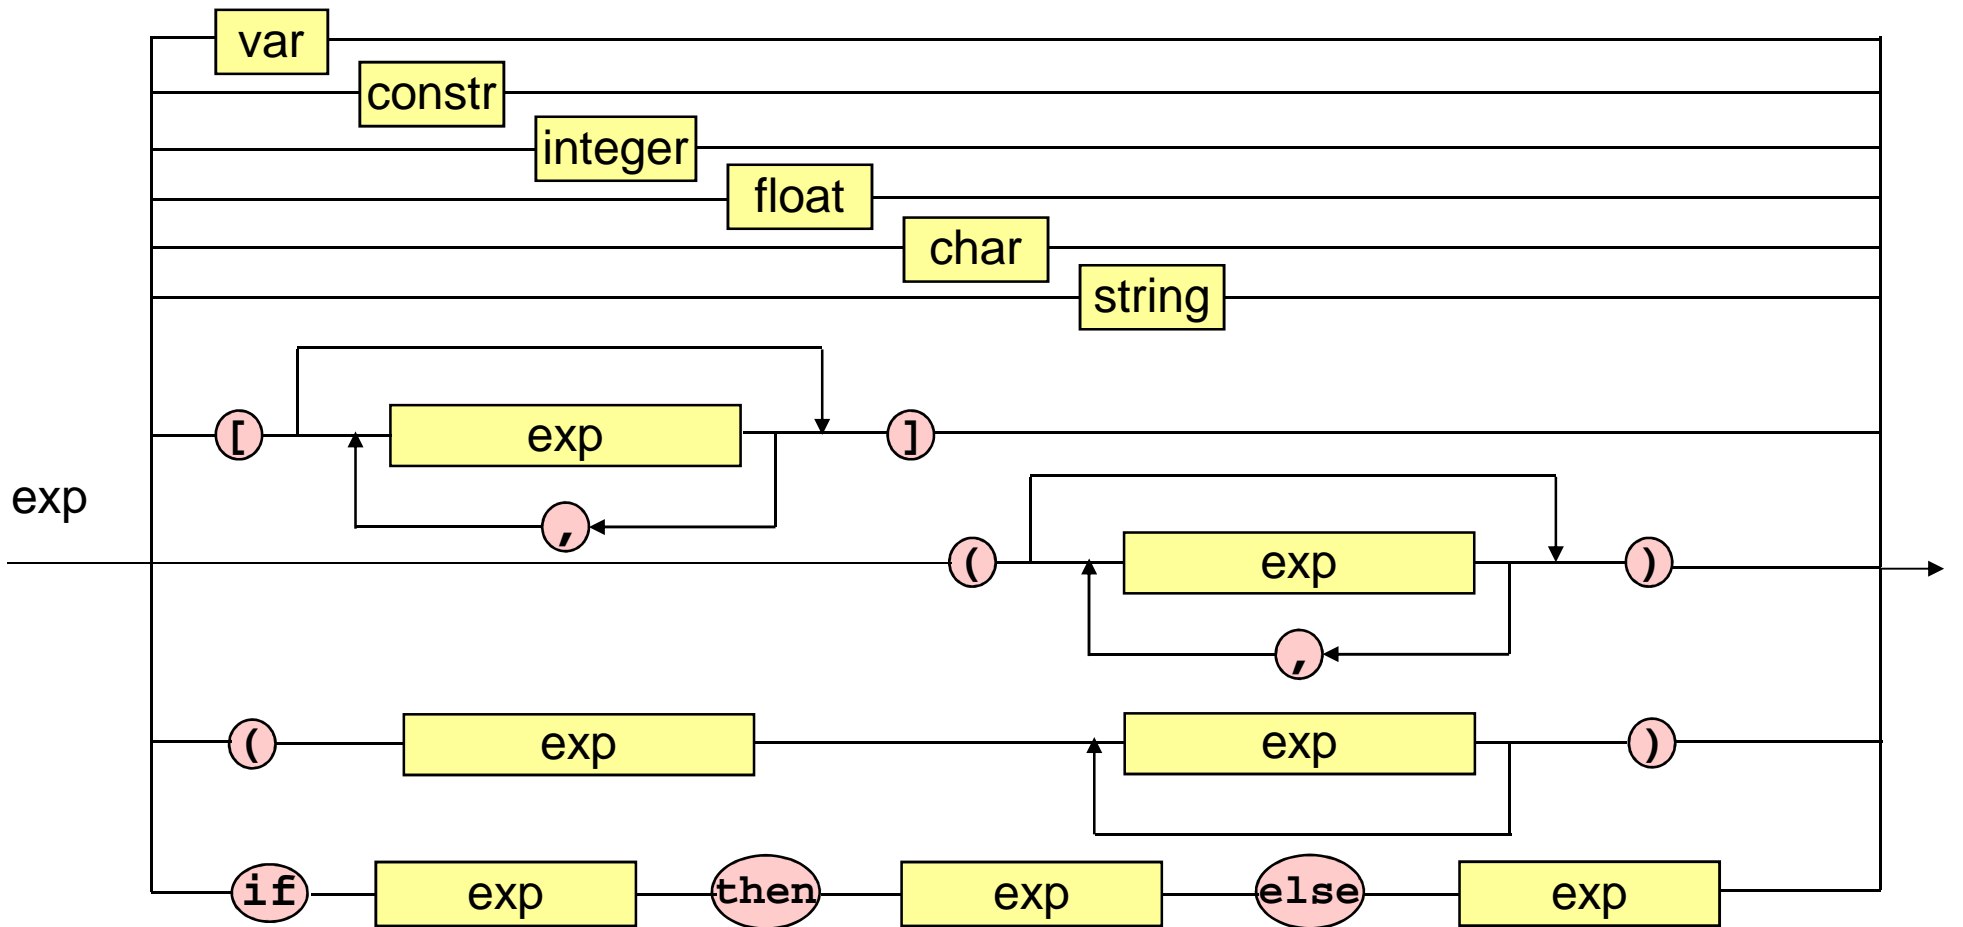 var
constr
integer
float
char
string
[ exp ]
exp
,
( exp )
,
( exp exp )
if exp then exp else exp